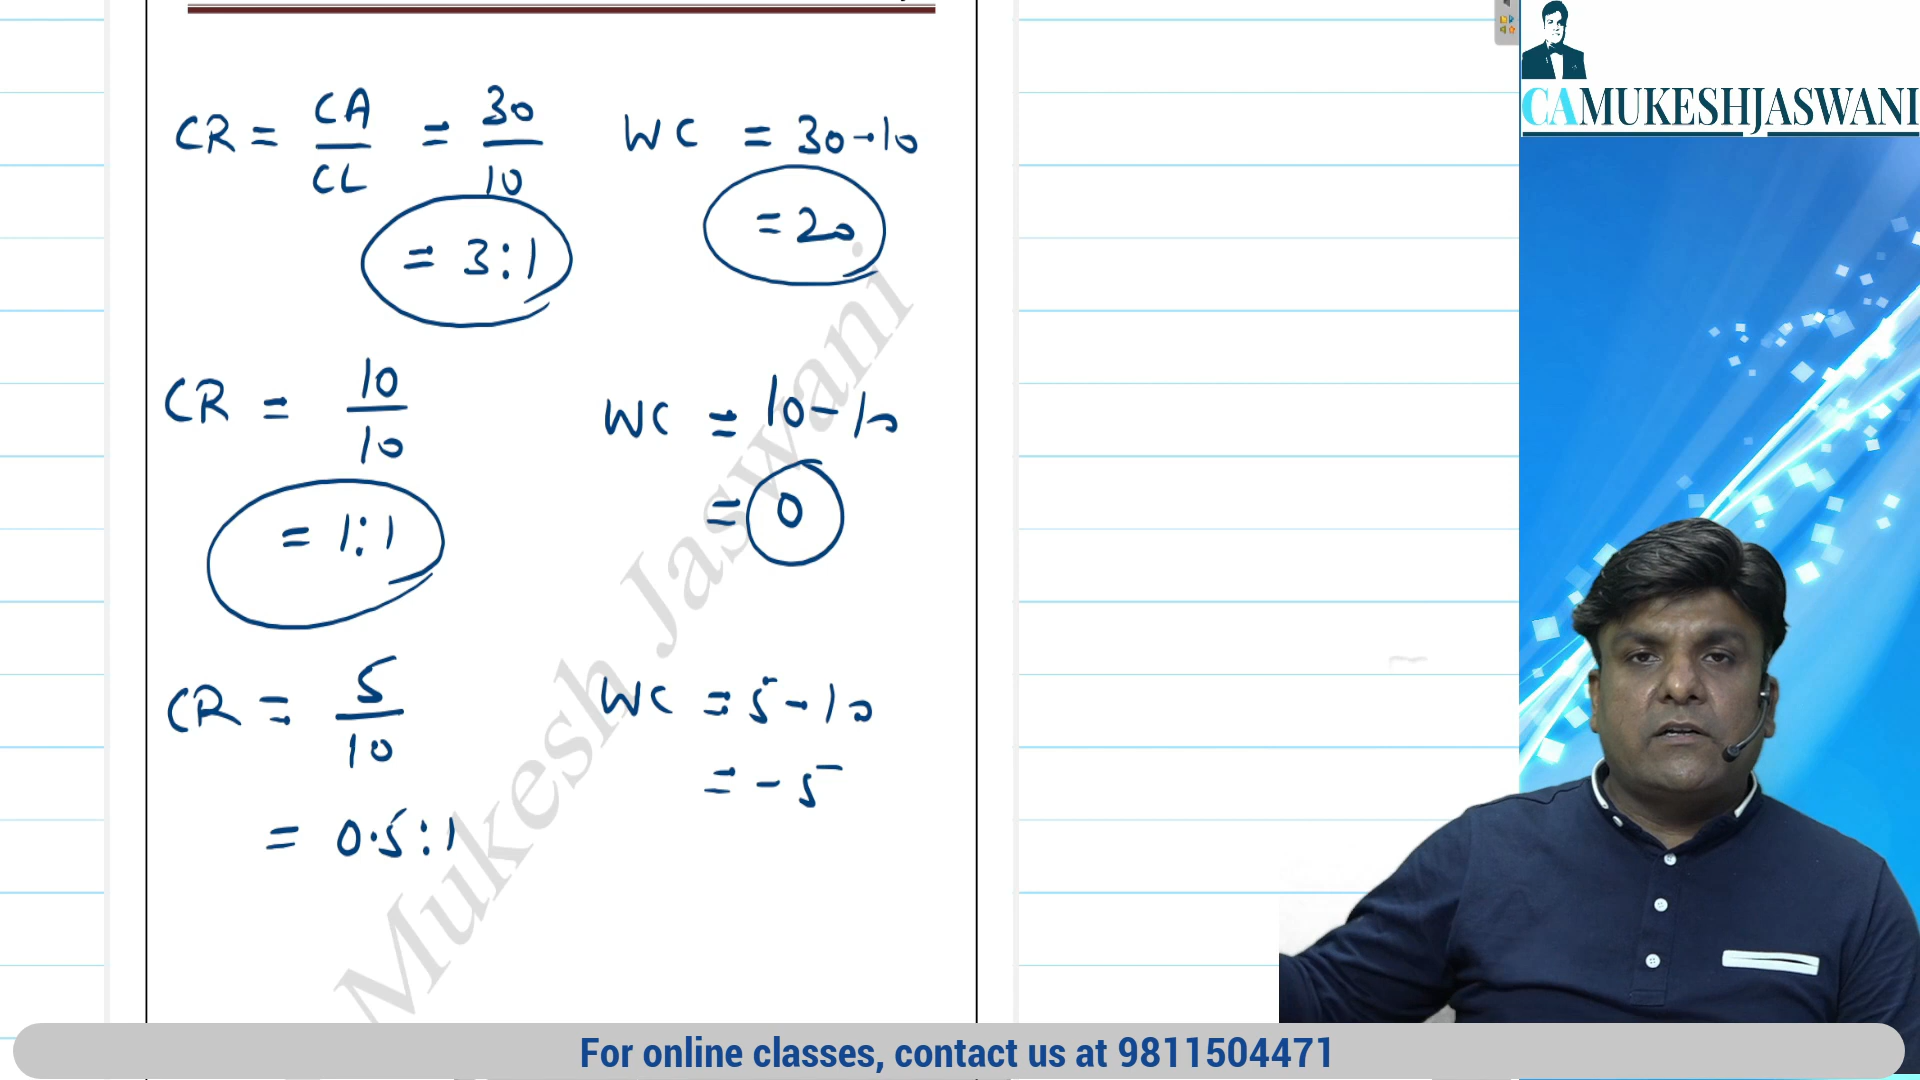 CR = CA/CL = 30/10 WC = 30-10
= 3:1 = 20
CR = 10/10 WC = 10-10
= 1:1 = 0
CR = 5/10 WC = 5-10
= -5
= 0.5:1
Mukesh Jaswani
CAMUKESHJASWANI
For online classes, contact us at 9811504471